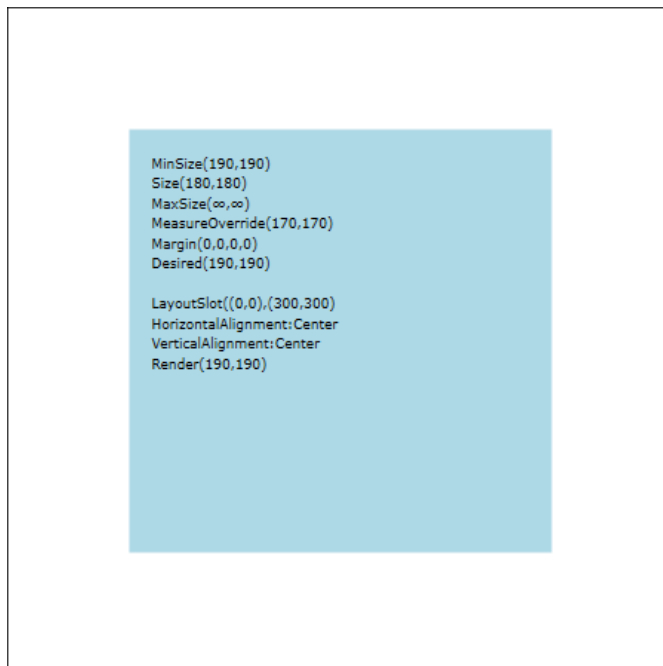 MinSize(190,190)
Size(180,180)
MaxSize(∞,∞)
MeasureOverride(170,170)
Margin(0,0,0,0)
Desired(190,190)
LayoutSlot((0,0),(300,300)
HorizontalAlignment:Center
VerticalAlignment:Center
Render(190,190)